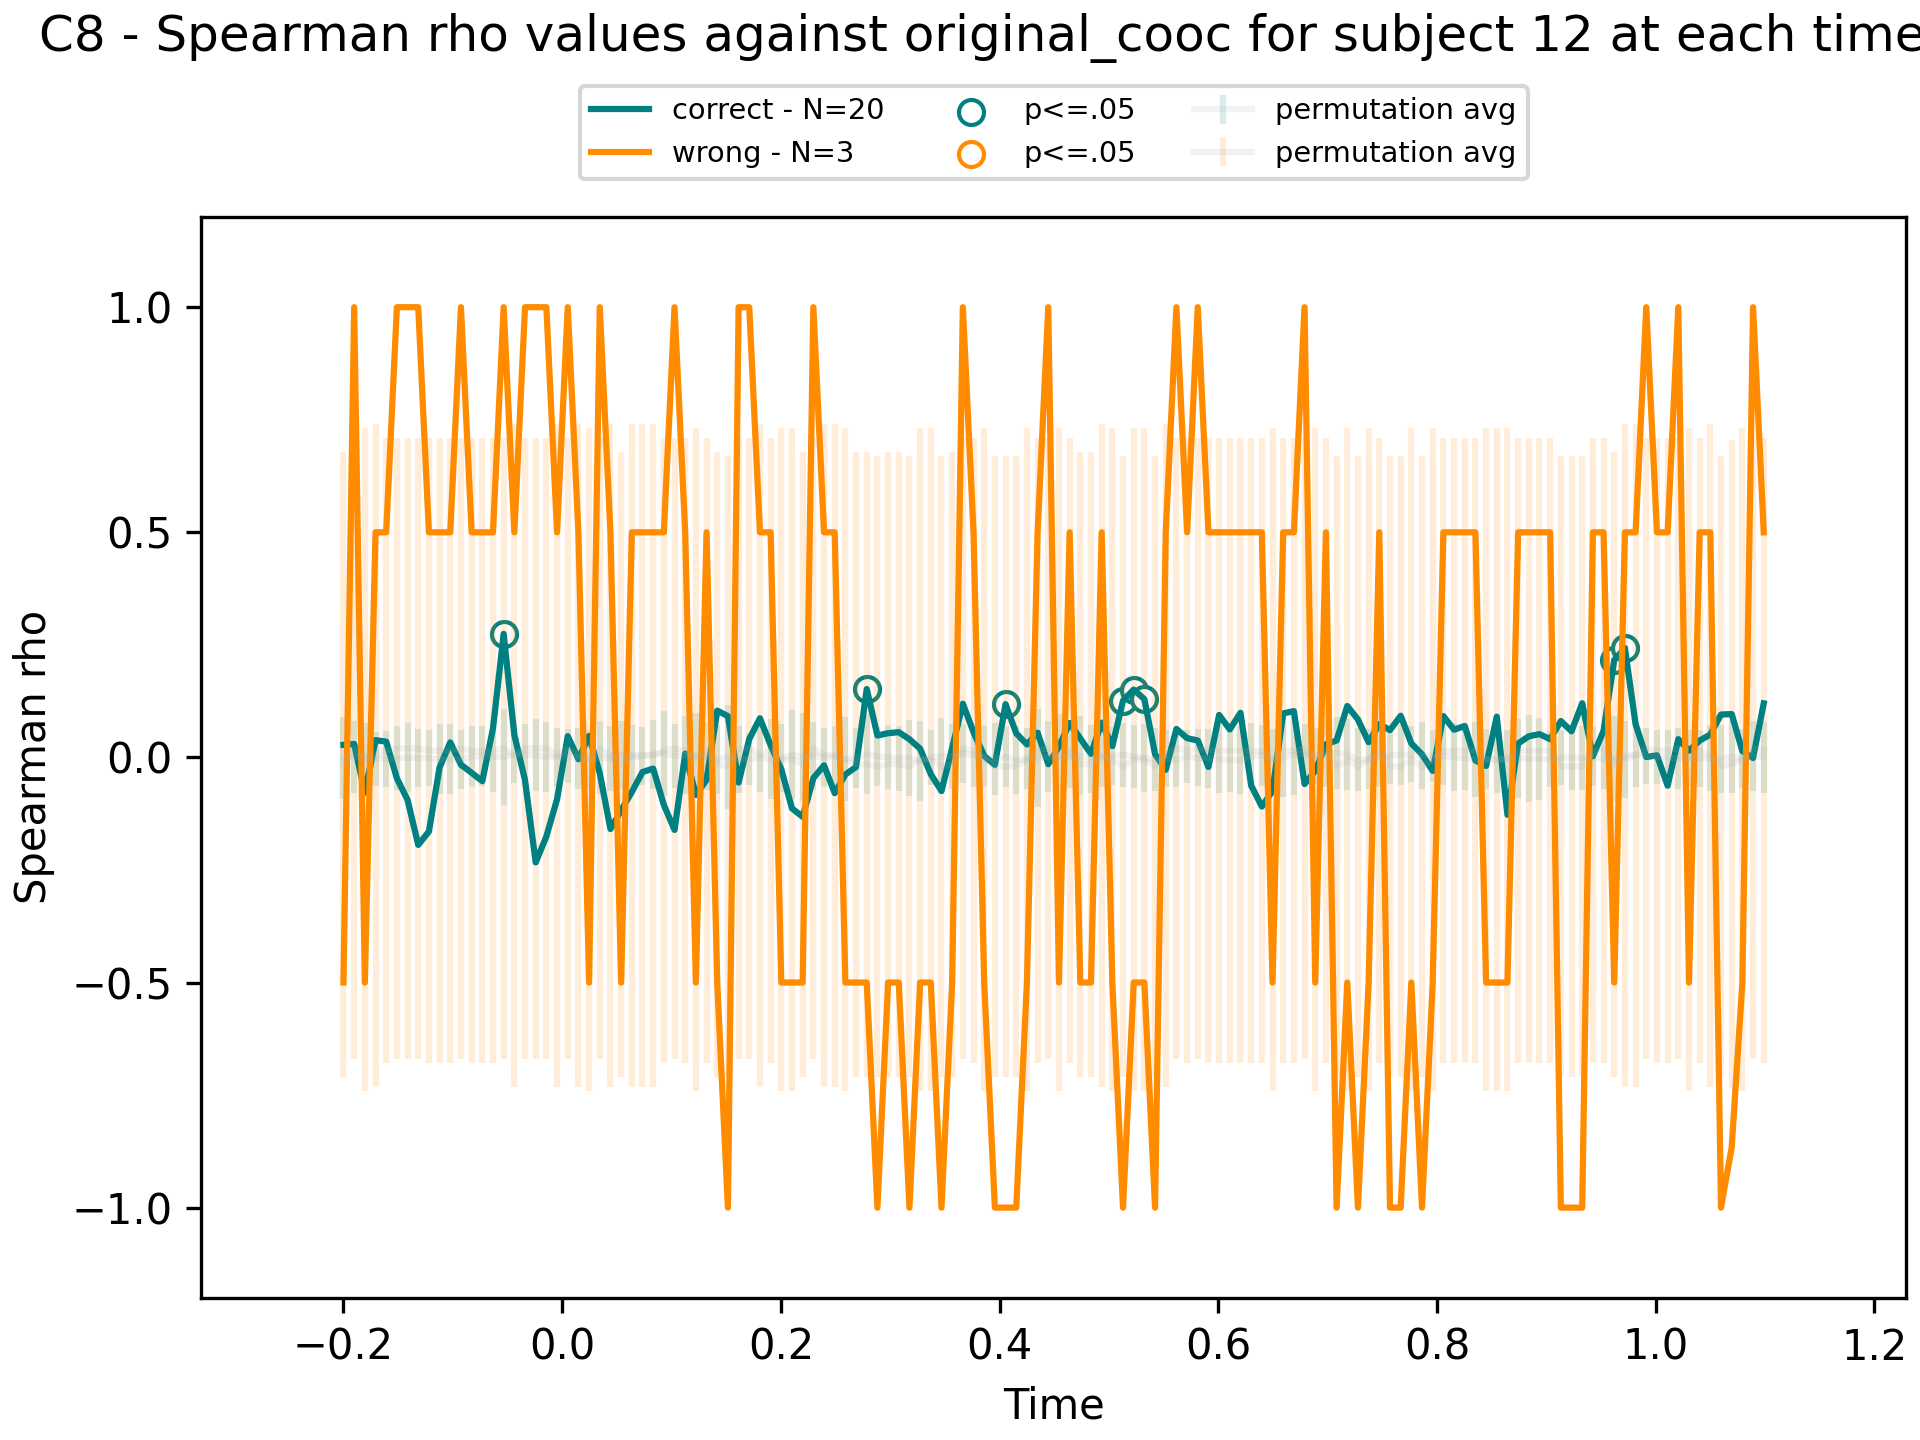 C8 - Spearman rho values against original_cooc for subject 12 at each time
correct - N=20
wrong - N=3
p<=.05
p<=.05
permutation avg
permutation avg
Spearman rho
1.0
0.5
0.0
−0.5
−1.0
−0.2
0.0
0.2
0.4
0.6
0.8
1.0
1.2
Time